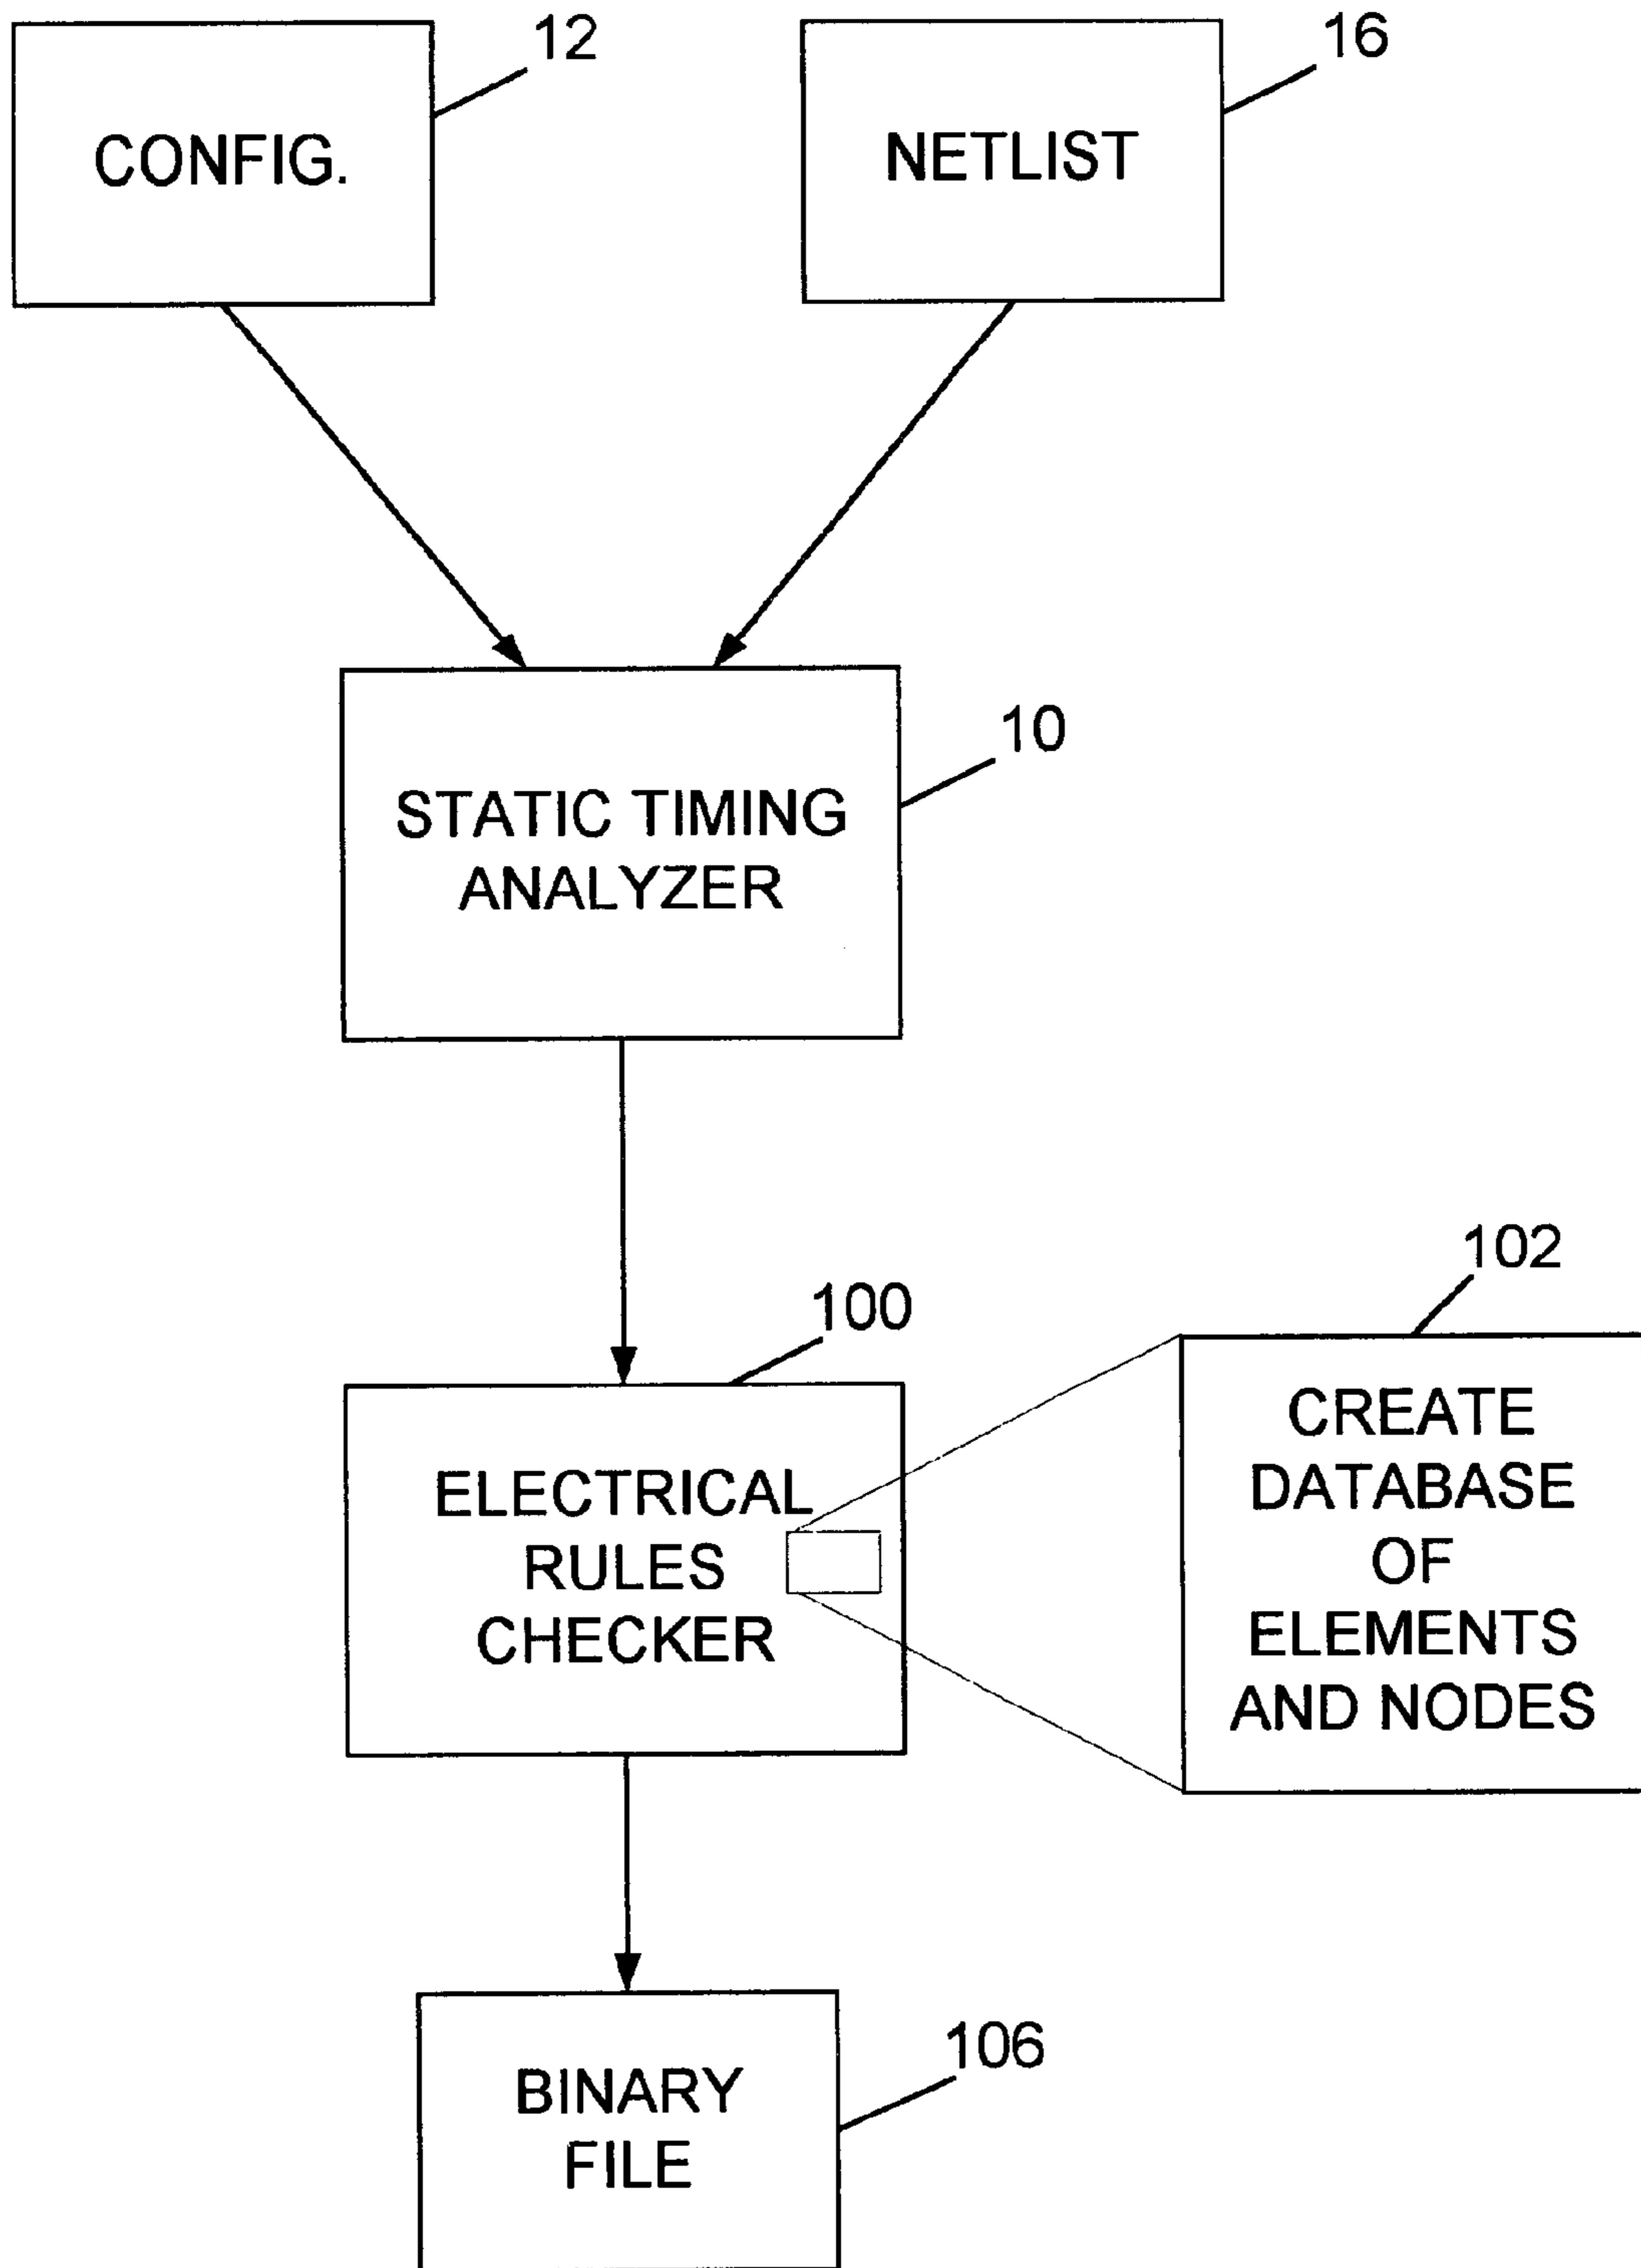 12
16
CONFIG.
NETLIST
10
STATIC TIMING
ANALYZER
102
100
CREATE
DATABASE
OF
ELEMENTS
AND NODES
ELECTRICAL
RULES
CHECKER
106
BINARY
FILE